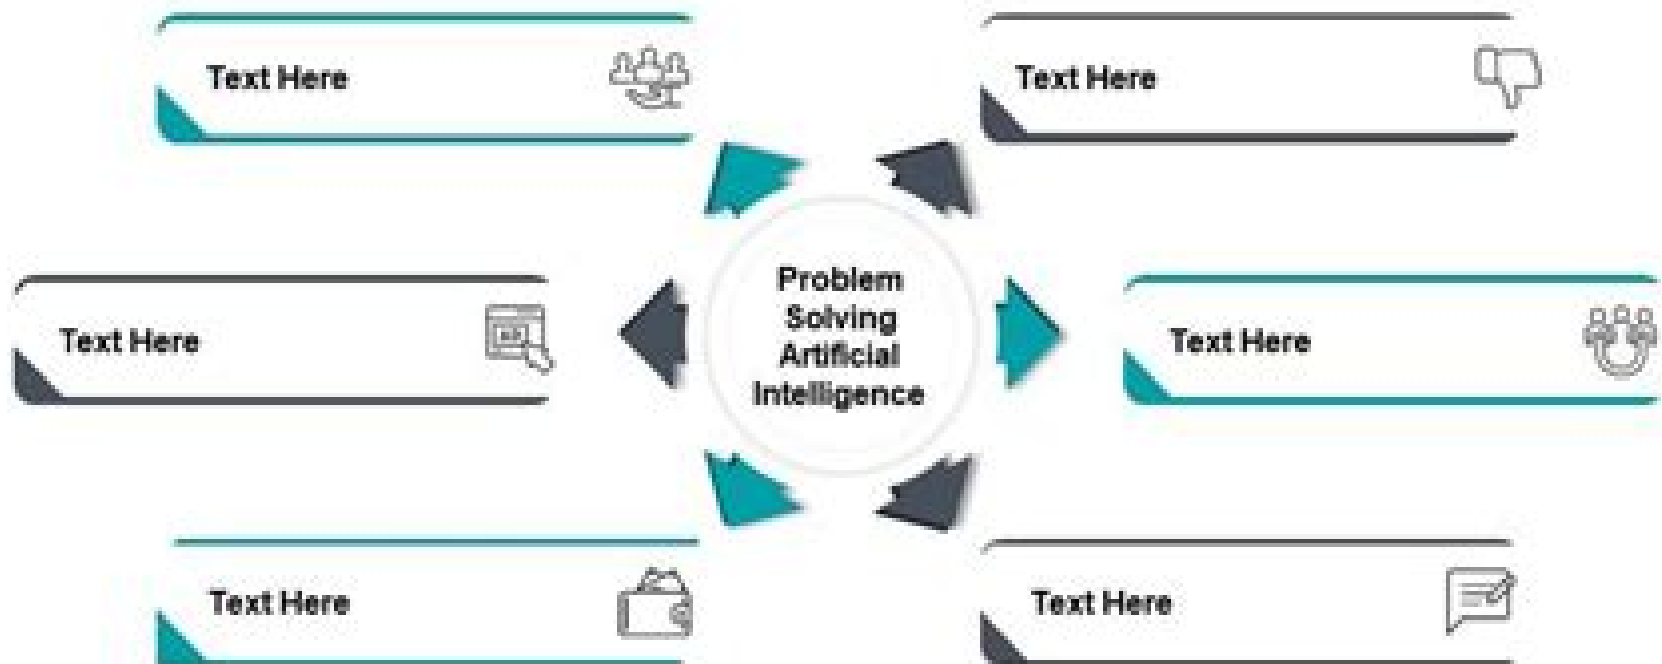 Text Here
Text Here
Problem
Solving
Artificial
Intelligence
Text Here
Text Here
Text Here
Text Here